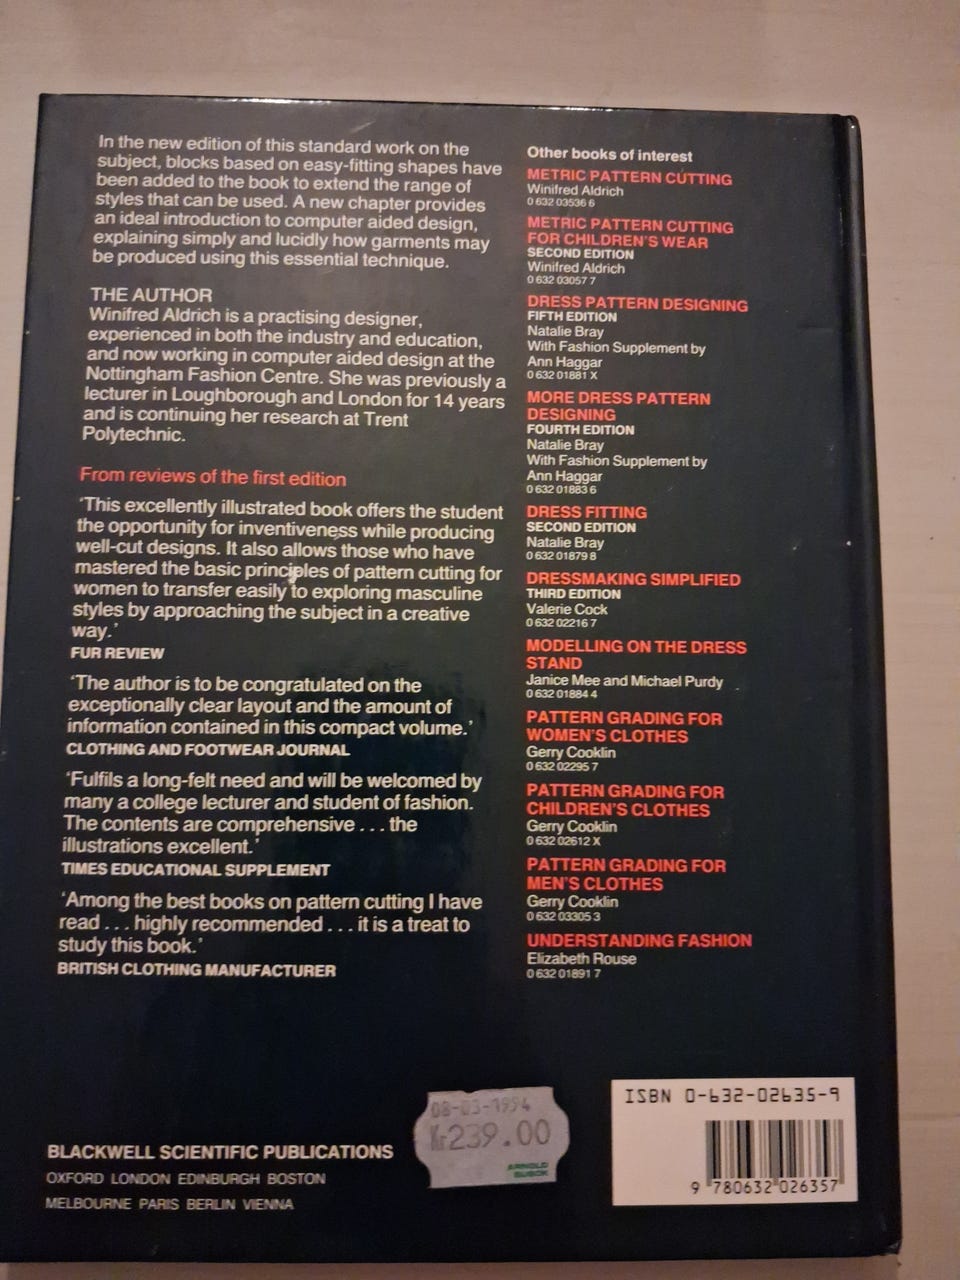 In the new edition of this standard work on the
subject, blocks based on easy-fitting shapes have
been added to the book to extend the range of
styles that can be used. A new chapter provides
an ideal introduction to computer aided design,
explaining simply and lucidly how garments may
be produced using this essential technique.
THE AUTHOR
Winifred Aldrich is a practising designer,
experienced in both the industry and education,
and now working in computer aided design at the
Nottingham Fashion Centre. She was previously a
lecturer in Loughborough and London for 14 years
and is continuing her research at Trent
Polytechnic.
From reviews of the first edition
'This excellently illustrated book offers the student
the opportunity for inventiveness while producing
well-cut designs. It also allows those who have
mastered the basic principles of pattern cutting for
women to transfer easily to exploring masculine
styles by approaching the subject in a creative
way.'
FUR REVIEW
'The author is to be congratulated on the
exceptionally clear layout and the amount of
information contained in this compact volume.'
CLOTHING AND FOOTWEAR JOURNAL
'Fulfils a long-felt need and will be welcomed by
many a college lecturer and student of fashion.
The contents are comprehensive . . . the
illustrations excellent.'
TIMES EDUCATIONAL SUPPLEMENT
'Among the best books on pattern cutting I have
read . . . highly recommended . . . it is a treat to
study this book.'
BRITISH CLOTHING MANUFACTURER
Other books of interest
METRIC PATTERN CUTTING
Winifred Aldrich
0 632 03536 6
METRIC PATTERN CUTTING
FOR CHILDREN'S WEAR
SECOND EDITION
Winifred Aldrich
0 632 03057 7
DRESS PATTERN DESIGNING
FIFTH EDITION
Natalie Bray
With Fashion Supplement by
Ann Haggar
0 632 01881 X
MORE DRESS PATTERN
DESIGNING
FOURTH EDITION
Natalie Bray
With Fashion Supplement by
Ann Haggar
0 632 01883 6
DRESS FITTING
SECOND EDITION
Natalie Bray
0 632 01879 8
DRESSMAKING SIMPLIFIED
THIRD EDITION
Valerie Cock
0 632 02216 7
MODELLING ON THE DRESS
STAND
Janice Mee and Michael Purdy
0 632 01884 4
PATTERN GRADING FOR
WOMEN'S CLOTHES
Gerry Cooklin
0 632 02295 7
PATTERN GRADING FOR
CHILDREN'S CLOTHES
Gerry Cooklin
0 632 02612 X
PATTERN GRADING FOR
MEN'S CLOTHES
Gerry Cooklin
0 632 03305 3
UNDERSTANDING FASHION
Elizabeth Rouse
0 632 01891 7
BLACKWELL SCIENTIFIC PUBLICATIONS
OXFORD LONDON EDINBURGH BOSTON
MELBOURNE PARIS BERLIN VIENNA
08-03-1994
Kr239.00
ARNOLD
BUSCK
ISBN 0-632-02635-9
9 780632 026357